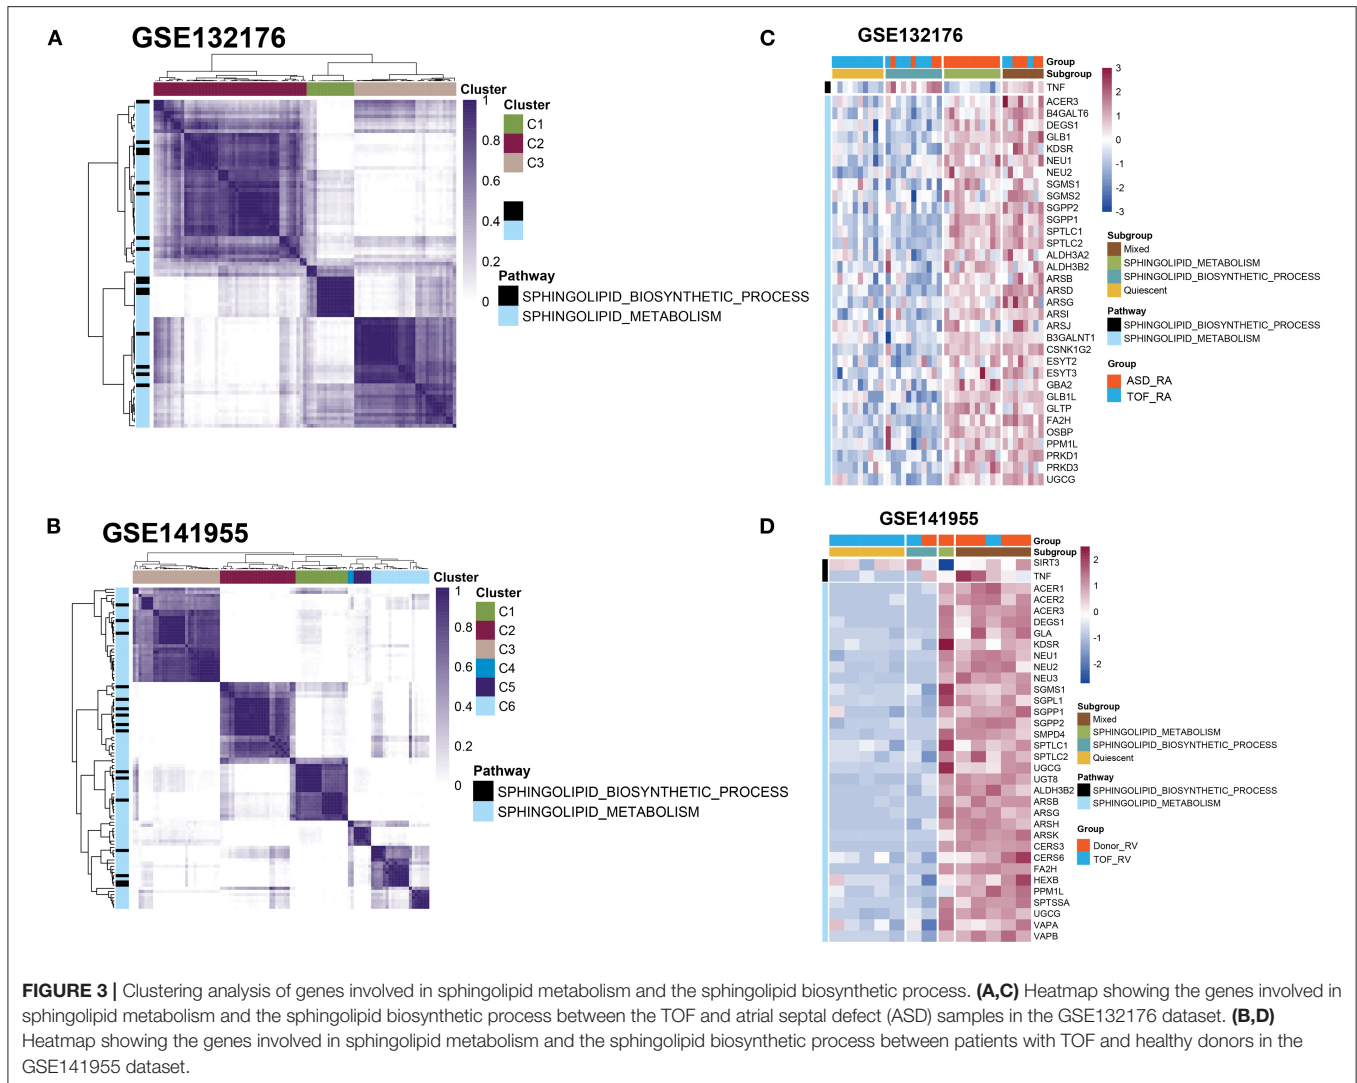 A
GSE132176
Cluster
1
0.8
0.6
0.4
0.2
0
Cluster
C1
C2
C3
Pathway
SPHINGOLIPID_BIOSYNTHETIC_PROCESS
SPHINGOLIPID_METABOLISM
C
GSE132176
Group
Subgroup
TNF
ACER3
B4GALT6
DEGS1
GLB1
KDSR
NEU1
NEU2
SGMS1
SGMS2
SGPP2
SGPP1
SPTLC1
SPTLC2
ALDH3A2
ALDH3B2
ARSB
ARSD
ARSG
ARSI
ARSJ
B3GALNT1
CSNK1G2
ESYT2
ESYT3
GBA2
GLB1L
GLTP
FA2H
OSBP
PPM1L
PRKD1
PRKD3
UGCG
3
2
1
0
-1
-2
-3
Subgroup
Mixed
SPHINGOLIPID_METABOLISM
SPHINGOLIPID_BIOSYNTHETIC_PROCESS
Quiescent
Pathway
SPHINGOLIPID_BIOSYNTHETIC_PROCESS
SPHINGOLIPID_METABOLISM
Group
ASD_RA
TOF_RA
B
GSE141955
Cluster
1
0.8
0.6
0.4
0.2
0
Cluster
C1
C2
C3
C4
C5
C6
Pathway
SPHINGOLIPID_BIOSYNTHETIC_PROCESS
SPHINGOLIPID_METABOLISM
D
GSE141955
Group
Subgroup
SIRT3
TNF
ACER1
ACER2
ACER3
DEGS1
GLA
KDSR
NEU1
NEU2
NEU3
SGMS1
SGPL1
SGPP1
SGPP2
SMPD4
SPTLC1
SPTLC2
UGCG
UGT8
ALDH3B2
ARSB
ARSG
ARSH
ARSK
CERS3
CERS6
FA2H
HEXB
PPM1L
SPTSSA
UGCG
VAPA
VAPB
2
1
0
-1
-2
Subgroup
Mixed
SPHINGOLIPID_METABOLISM
SPHINGOLIPID_BIOSYNTHETIC_PROCESS
Quiescent
Pathway
SPHINGOLIPID_BIOSYNTHETIC_PROCESS
SPHINGOLIPID_METABOLISM
Group
Donor_RV
TOF_RV
FIGURE 3 | Clustering analysis of genes involved in sphingolipid metabolism and the sphingolipid biosynthetic process. (A,C) Heatmap showing the genes involved in
sphingolipid metabolism and the sphingolipid biosynthetic process between the TOF and atrial septal defect (ASD) samples in the GSE132176 dataset. (B,D)
Heatmap showing the genes involved in sphingolipid metabolism and the sphingolipid biosynthetic process between patients with TOF and healthy donors in the
GSE141955 dataset.